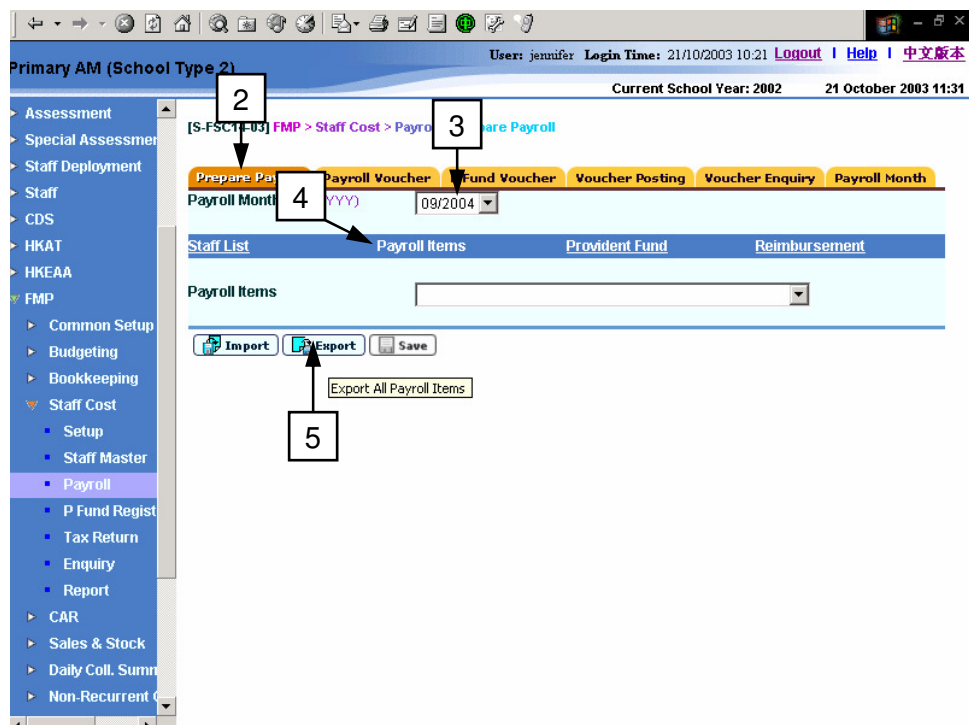 User: jennifer Login Time: 21/10/2003 10:21 Logout | Help | 中文版本
Primary AM (School Type 2)
Current School Year: 2002 21 October 2003 11:31
2
3
4
5
[S-FSC14-03] FMP > Staff Cost > Payro are Payroll
Prepare Pa Payroll Voucher Fund Voucher Voucher Posting Voucher Enquiry Payroll Month
Payroll Month YYY) 09/2004
Staff List Payroll Items Provident Fund Reimbursement
Payroll Items
Import Export Save
Export All Payroll Items
Assessment
Special Assessmen
Staff Deployment
Staff
CDS
HKAT
HKEAA
FMP
Common Setup
Budgeting
Bookkeeping
Staff Cost
Setup
Staff Master
Payroll
P Fund Regist
Tax Return
Enquiry
Report
CAR
Sales & Stock
Daily Coll. Summ
Non-Recurrent